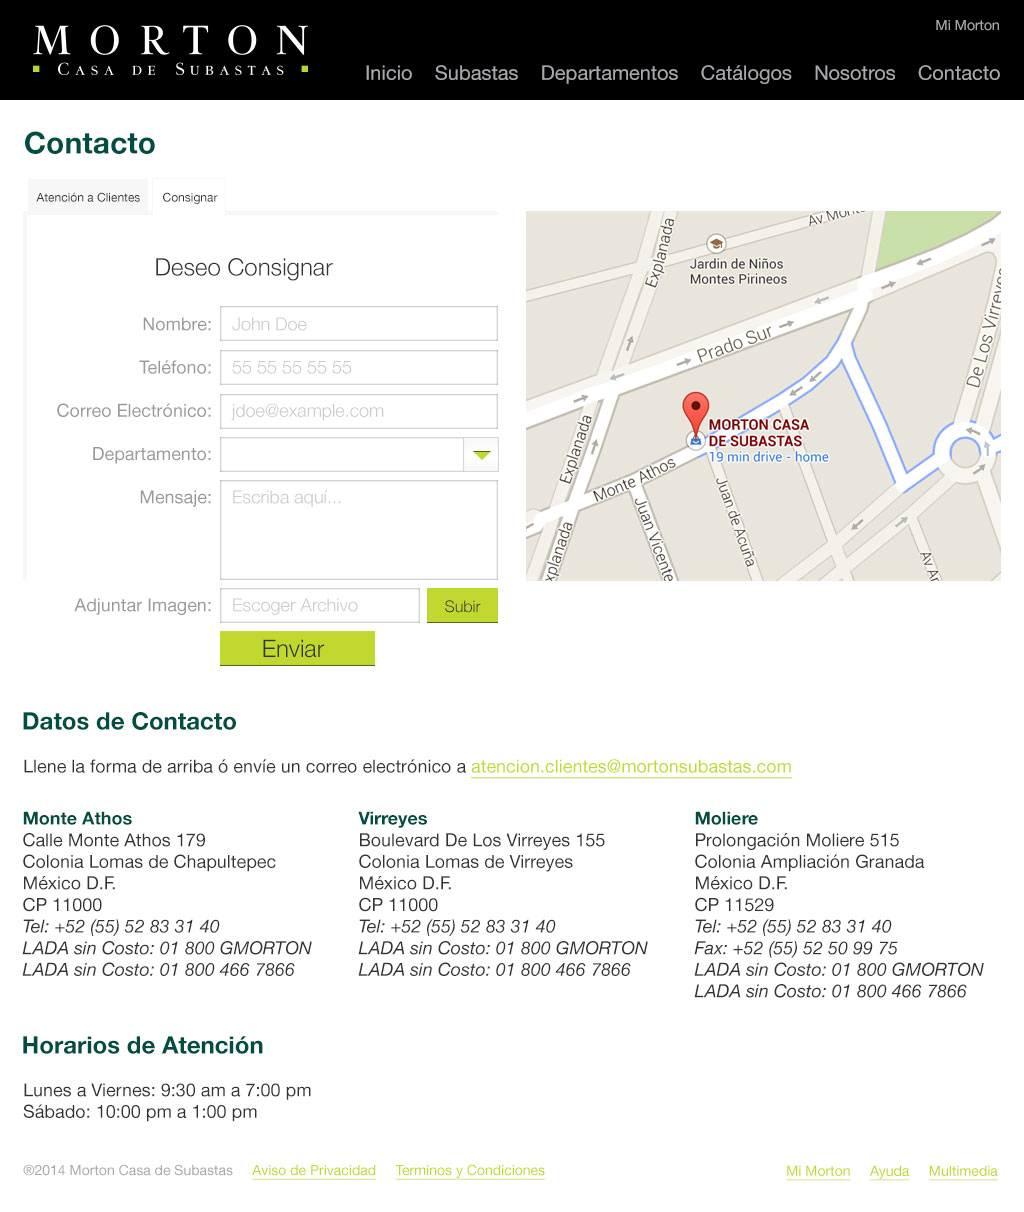 MORTON
CASA DE SUBASTAS
Mi Morton
Inicio Subastas Departamentos Catálogos Nosotros Contacto
Contacto
Atención a Clientes Consignar
Deseo Consignar
Nombre: John Doe
Teléfono: 55 55 55 55 55
Correo Electrónico: jdoe@example.com
Departamento:
Mensaje: Escriba aquí...
Adjuntar Imagen: Escoger Archivo Subir
Enviar
Explanada
Jardin de Niños
Montes Pirineos
Prado Sur
De Los Virreyes
MORTON CASA
DE SUBASTAS
19 min drive - home
Explanada
Monte Athos
Juan Vicente
Juan de Acuña
Datos de Contacto
Llene la forma de arriba ó envíe un correo electrónico a atencion.clientes@mortonsubastas.com
Monte Athos
Calle Monte Athos 179
Colonia Lomas de Chapultepec
México D.F.
CP 11000
Tel: +52 (55) 52 83 31 40
LADA sin Costo: 01 800 GMORTON
LADA sin Costo: 01 800 466 7866
Virreyes
Boulevard De Los Virreyes 155
Colonia Lomas de Virreyes
México D.F.
CP 11000
Tel: +52 (55) 52 83 31 40
LADA sin Costo: 01 800 GMORTON
LADA sin Costo: 01 800 466 7866
Moliere
Prolongación Moliere 515
Colonia Ampliación Granada
México D.F.
CP 11529
Tel: +52 (55) 52 83 31 40
Fax: +52 (55) 52 50 99 75
LADA sin Costo: 01 800 GMORTON
LADA sin Costo: 01 800 466 7866
Horarios de Atención
Lunes a Viernes: 9:30 am a 7:00 pm
Sábado: 10:00 pm a 1:00 pm
®2014 Morton Casa de Subastas Aviso de Privacidad Terminos y Condiciones Mi Morton Ayuda Multimedia